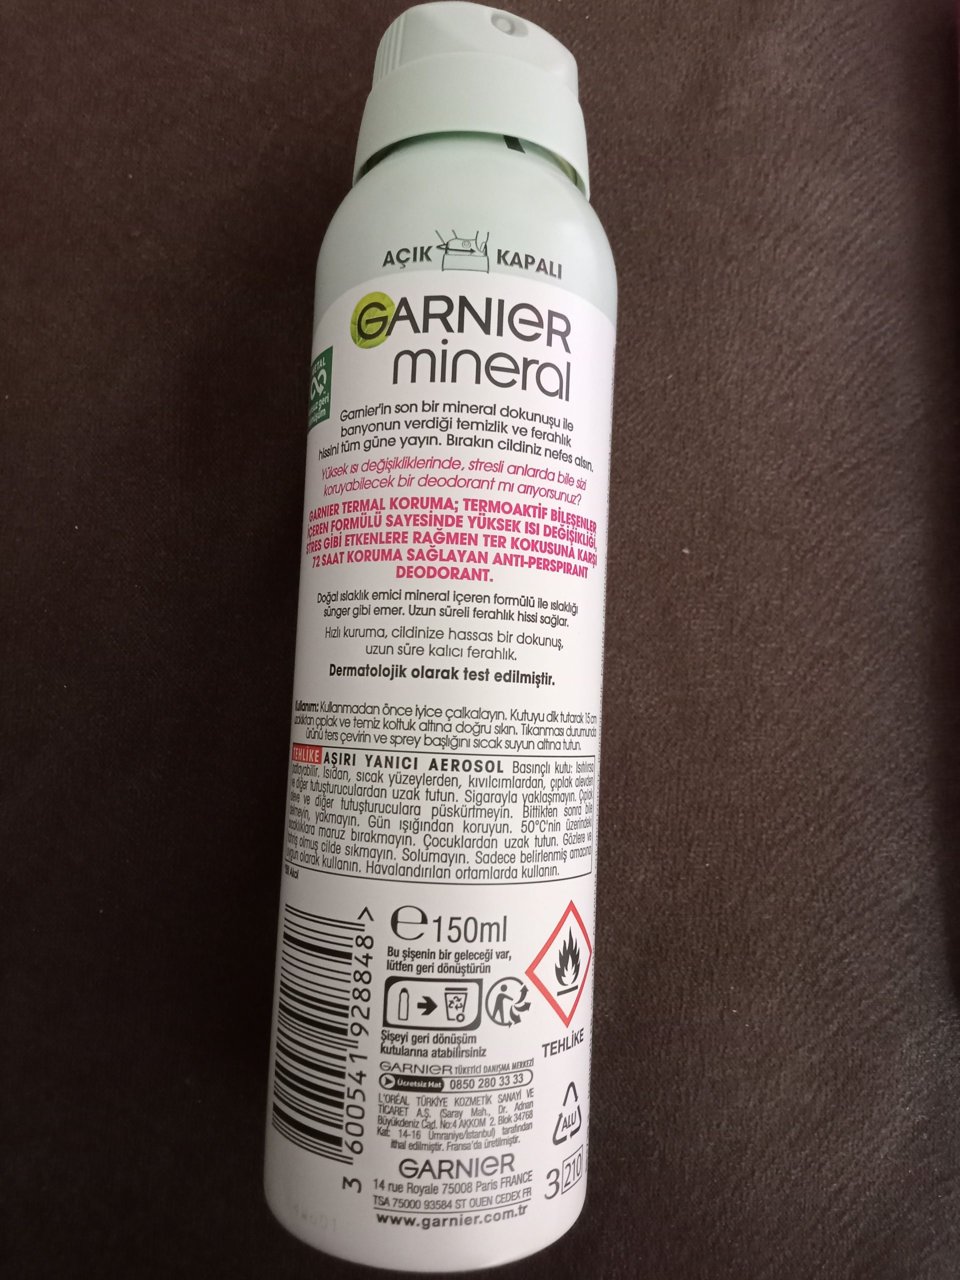 AÇIK KAPALI
GARNIER
mineral
Garnier'in son bir mineral dokunuşu ile
banyonun verdiği temizlik ve ferahlık
hissini tüm güne yayın. Bırakın cildiniz nefes alsın.
Yüksek ısı değişikliklerinde, stresli anlarda bile sizi
koruyabilecek bir deodorant mı arıyorsunuz?
GARNIER TERMAL KORUMA; TERMOAKTİF BİLEŞENLER
İÇEREN FORMÜLÜ SAYESİNDE YÜKSEK ISI DEĞİŞİKLİĞİ,
STRES GİBİ ETKENLERE RAĞMEN TER KOKUSUNA KARŞI
72 SAAT KORUMA SAĞLAYAN ANTI-PERSPIRANT
DEODORANT.
Doğal ıslaklık emici mineral içeren formülü ile ıslaklığı
sünger gibi emer. Uzun süreli ferahlık hissi sağlar.
Hızlı kuruma, cildinize hassas bir dokunuş,
uzun süre kalıcı ferahlık.
Dermatolojik olarak test edilmiştir.
Kullanım: Kullanmadan önce iyice çalkalayın. Kutuyu dik tutarak 15 cm
uzaklıktan çıplak ve temiz koltuk altına doğru sıkın. Tıkanması durumunda
ürünü ters çevirin ve sprey başlığını sıcak suyun altına tutun.
TEHLİKE AŞIRI YANICI AEROSOL Basınçlı kutu: Isıtılırsa
patlayabilir. Isıdan, sıcak yüzeylerden, kıvılcımlardan, çıplak alevden
ve diğer tutuşturuculardan uzak tutun. Sigarayla yaklaşmayın. Çıplak
aleve ve diğer tutuşturuculara püskürtmeyin. Bittikten sonra bile
delmeyin, yakmayın. Gün ışığından koruyun. 50°C'nin üzerindeki
sıcaklıklara maruz bırakmayın. Çocuklardan uzak tutun. Gözlere ve
olmuş cilde sıkmayın. Solumayın. Sadece belirlenmiş amacına
uygun olarak kullanın. Havalandırılan ortamlarda kullanın.
e 150ml
Bu şişenin bir geleceği var,
lütfen geri dönüştürün
Şişeyi geri dönüşüm
kutularına atabilirsiniz
TEHLİKE
GARNIER TÜKETİCİ DANIŞMA MERKEZİ
Ücretsiz Hat 0850 280 33 33
L'ORÉAL TÜRKİYE KOZMETİK SANAYİ VE
TİCARET A.Ş. (Saray Mah., Dr. Adnan
Büyükdeniz Cad. No:4 AKKOM 2. Blok 34768
Kat: 14-16 Ümraniye/İstanbul) tarafından
ithal edilmiştir. Fransa'da üretilmiştir.
GARNIER
14 rue Royale 75008 Paris FRANCE
TSA 75000 93584 ST OUEN CEDEX FR
www.garnier.com.tr
ALU
3 210
3 600541 928848 >